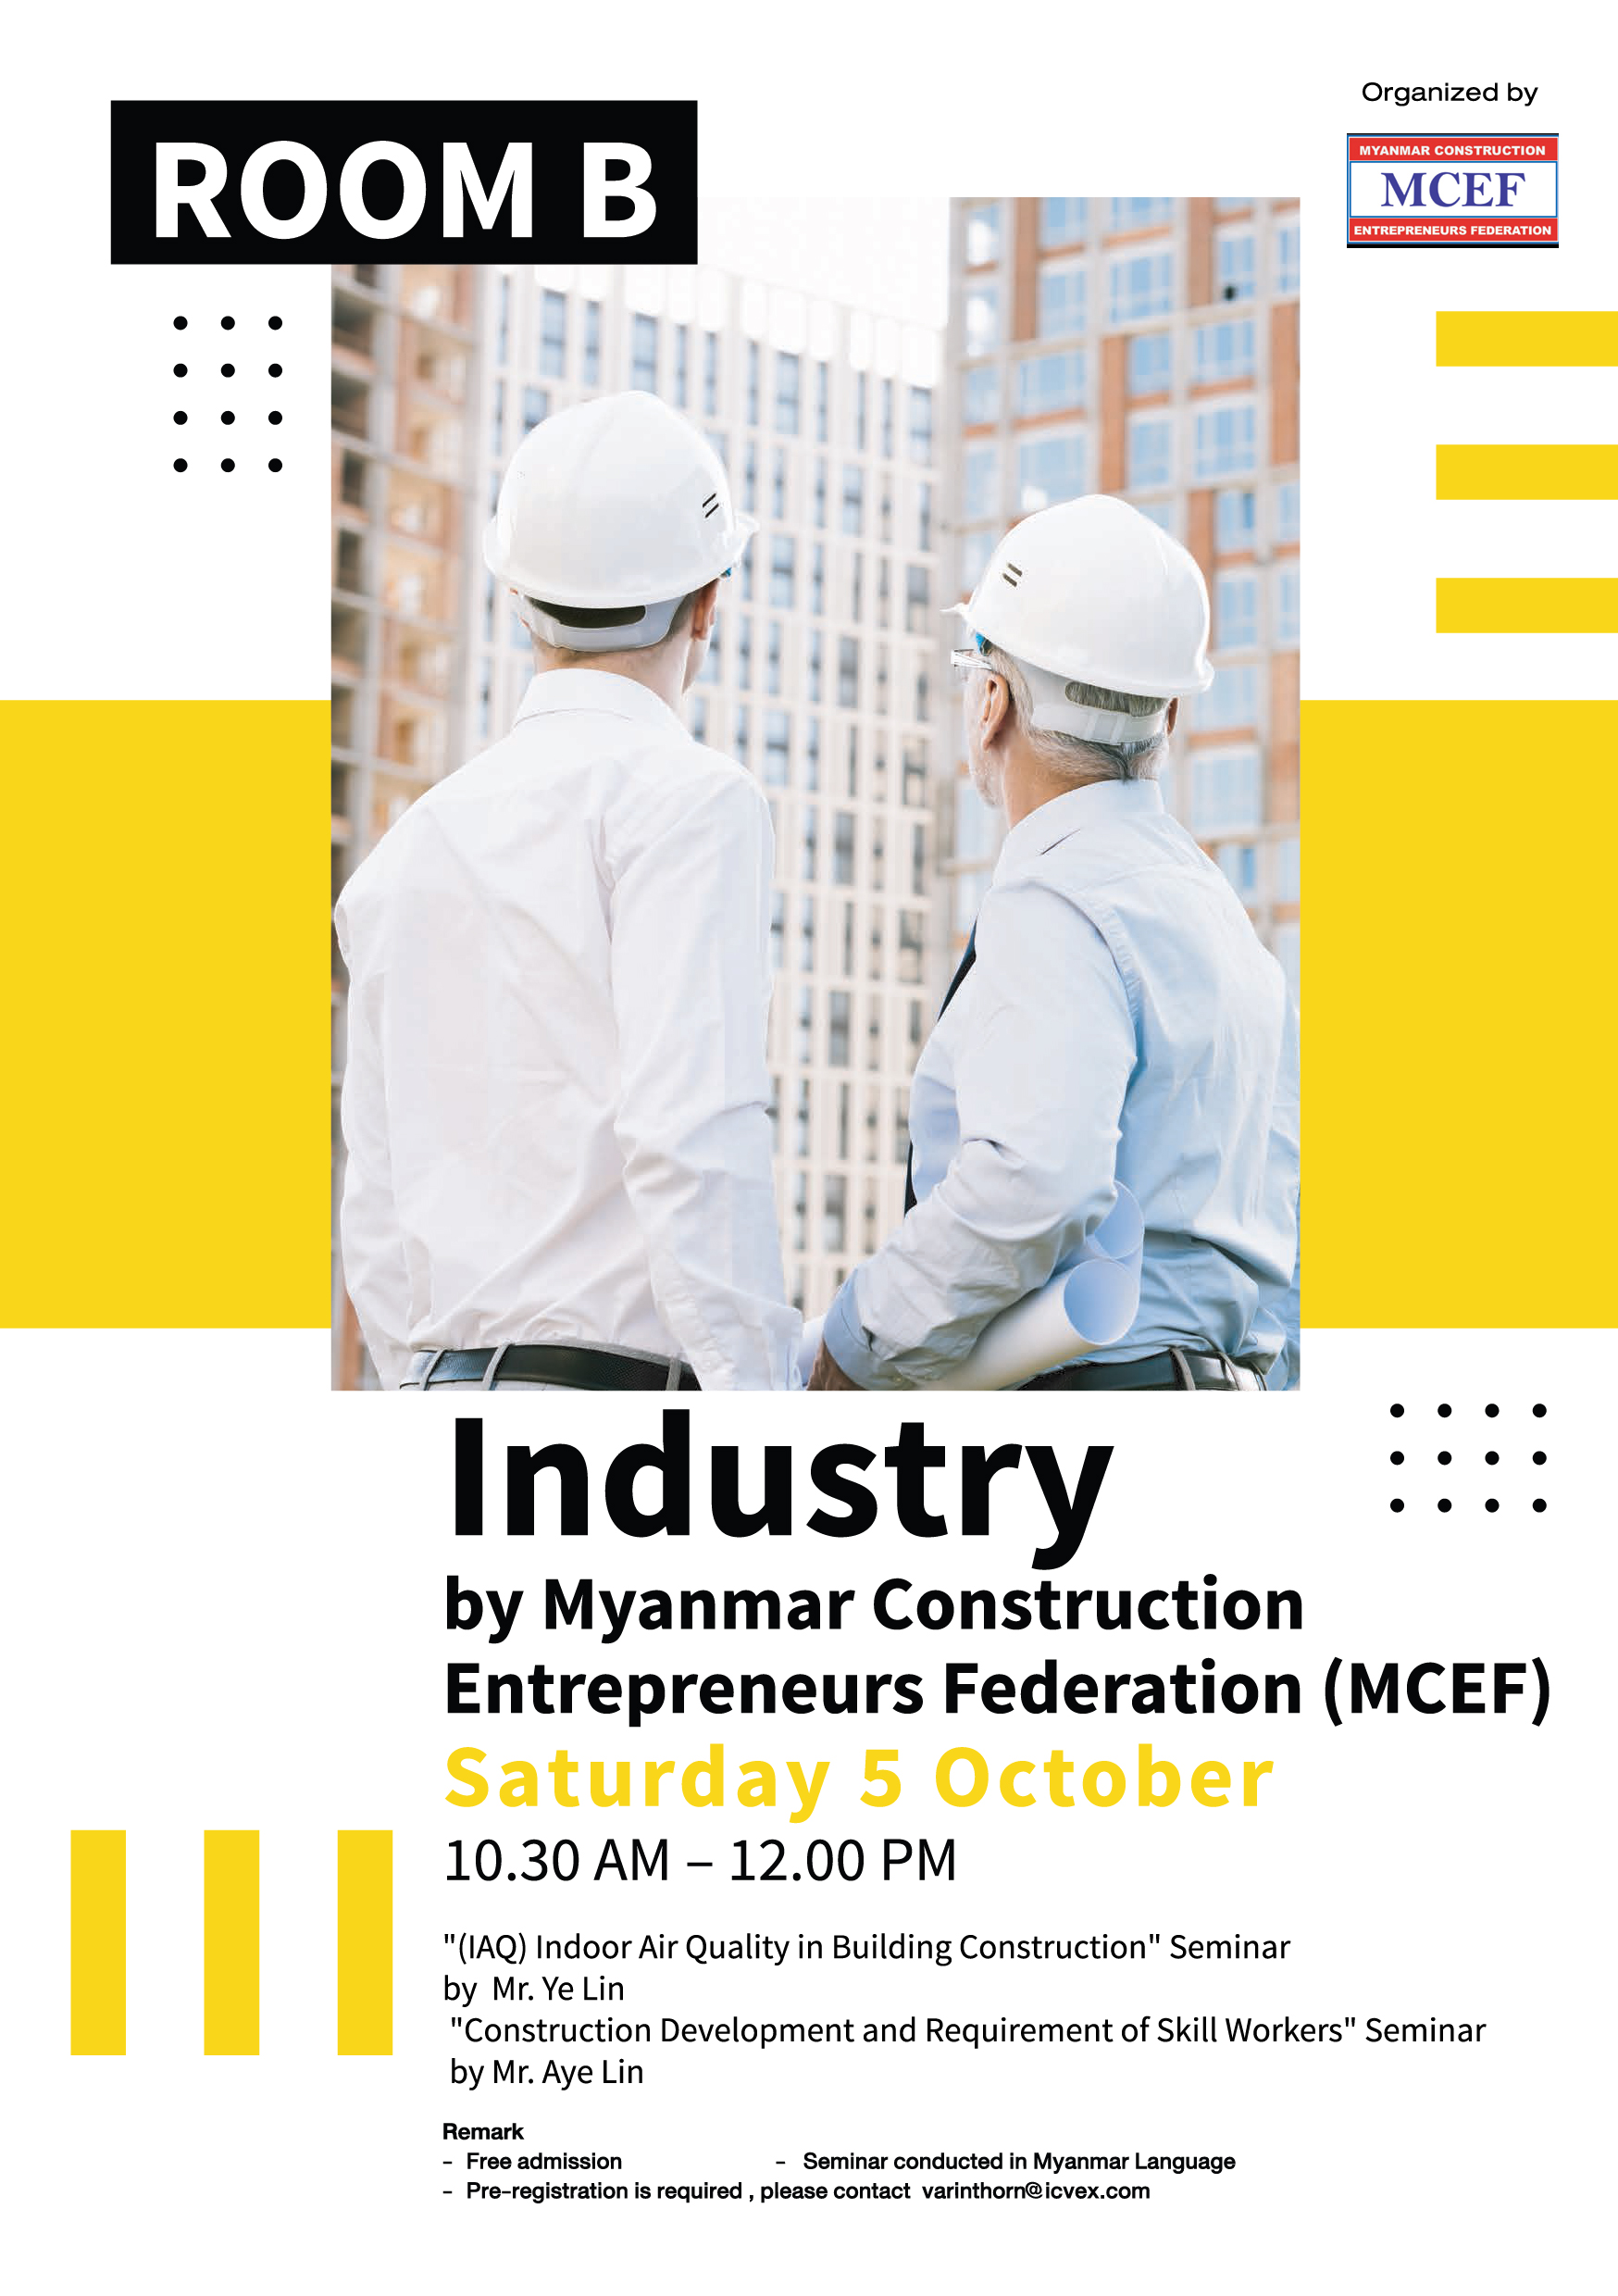 Organized by
MYANMAR CONSTRUCTION
MCEF
ENTREPRENEURS FEDERATION
ROOM B
Industry
by Myanmar Construction
Entrepreneurs Federation (MCEF)
Saturday 5 October
10.30 AM – 12.00 PM
"(IAQ) Indoor Air Quality in Building Construction" Seminar
by Mr. Ye Lin
"Construction Development and Requirement of Skill Workers" Seminar
by Mr. Aye Lin
Remark
- Free admission - Seminar conducted in Myanmar Language
- Pre-registration is required , please contact varinthorn@icvex.com